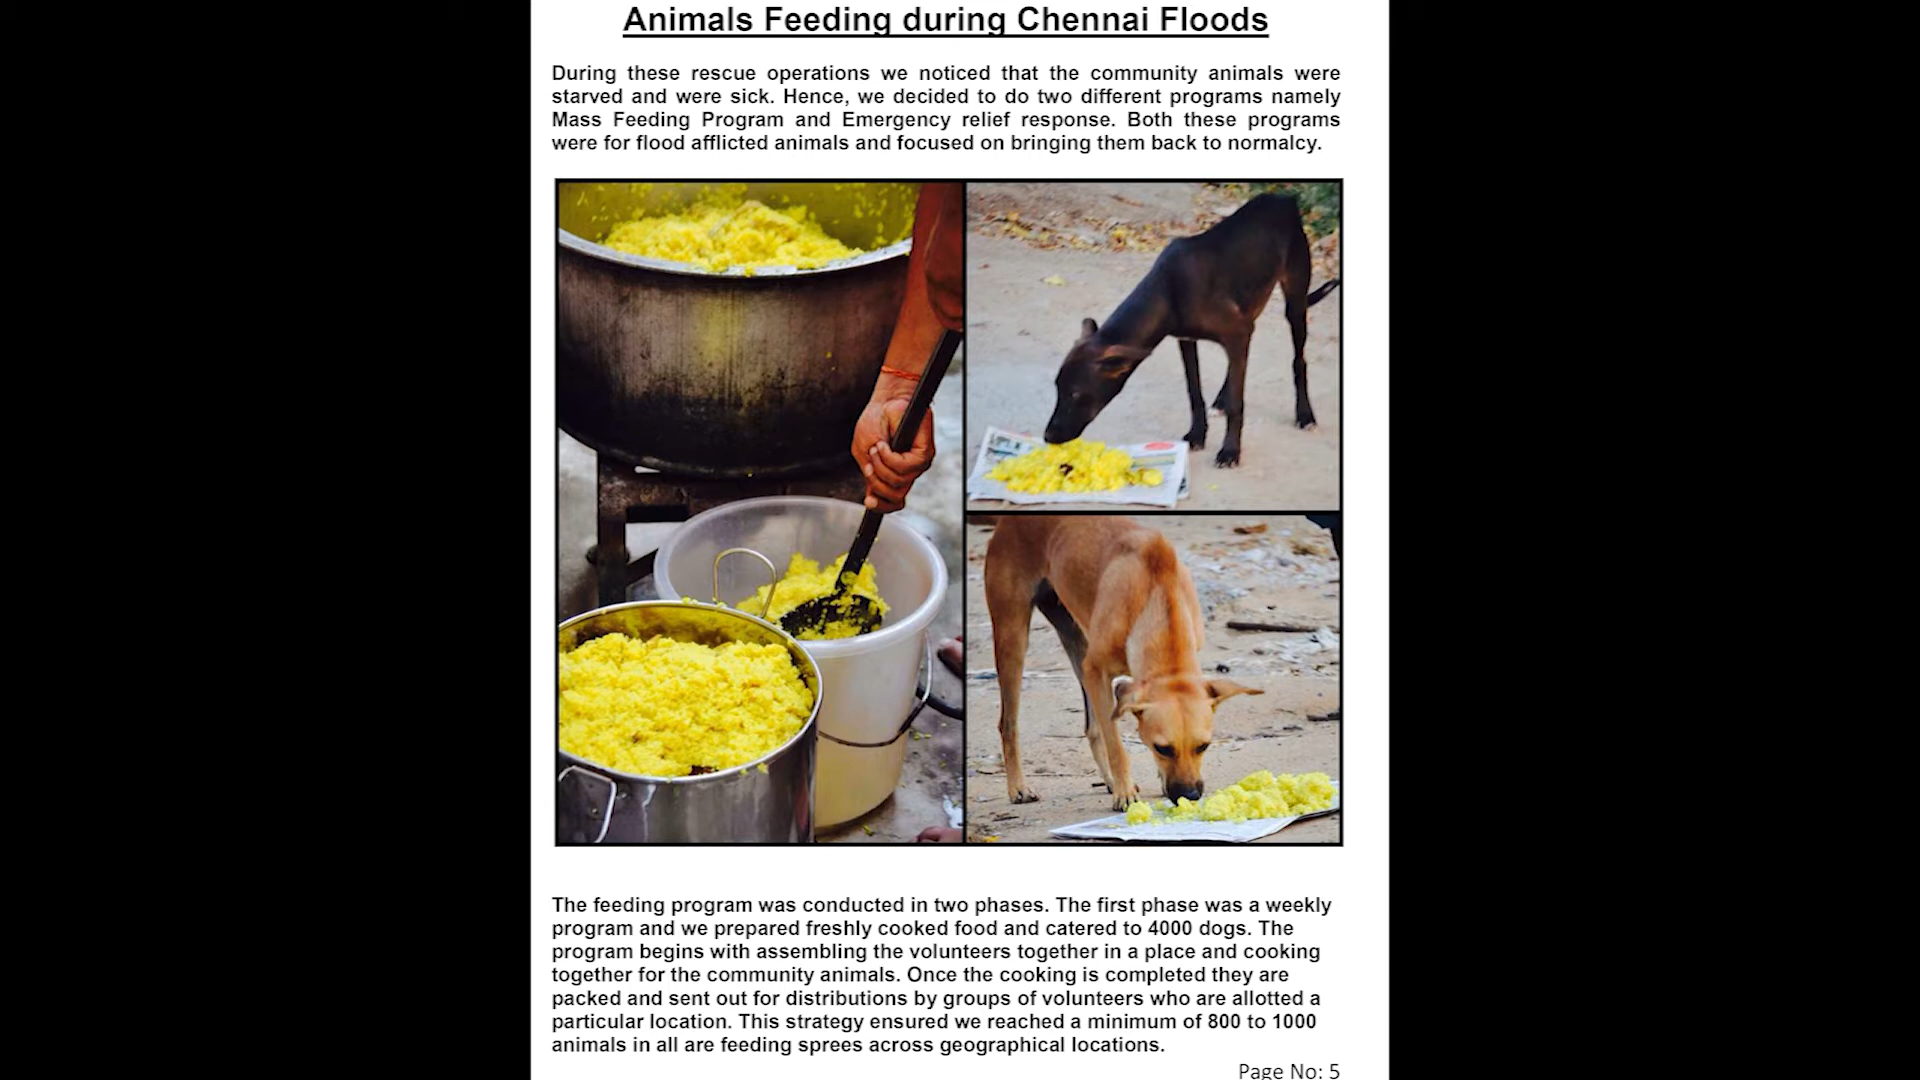 Animals Feeding during Chennai Floods
During these rescue operations we noticed that the community animals were
starved and were sick. Hence, we decided to do two different programs namely
Mass Feeding Program and Emergency relief response. Both these programs
were for flood afflicted animals and focused on bringing them back to normalcy.
The feeding program was conducted in two phases. The first phase was a weekly
program and we prepared freshly cooked food and catered to 4000 dogs. The
program begins with assembling the volunteers together in a place and cooking
together for the community animals. Once the cooking is completed they are
packed and sent out for distributions by groups of volunteers who are allotted a
particular location. This strategy ensured we reached a minimum of 800 to 1000
animals in all are feeding sprees across geographical locations.
Page No: 5